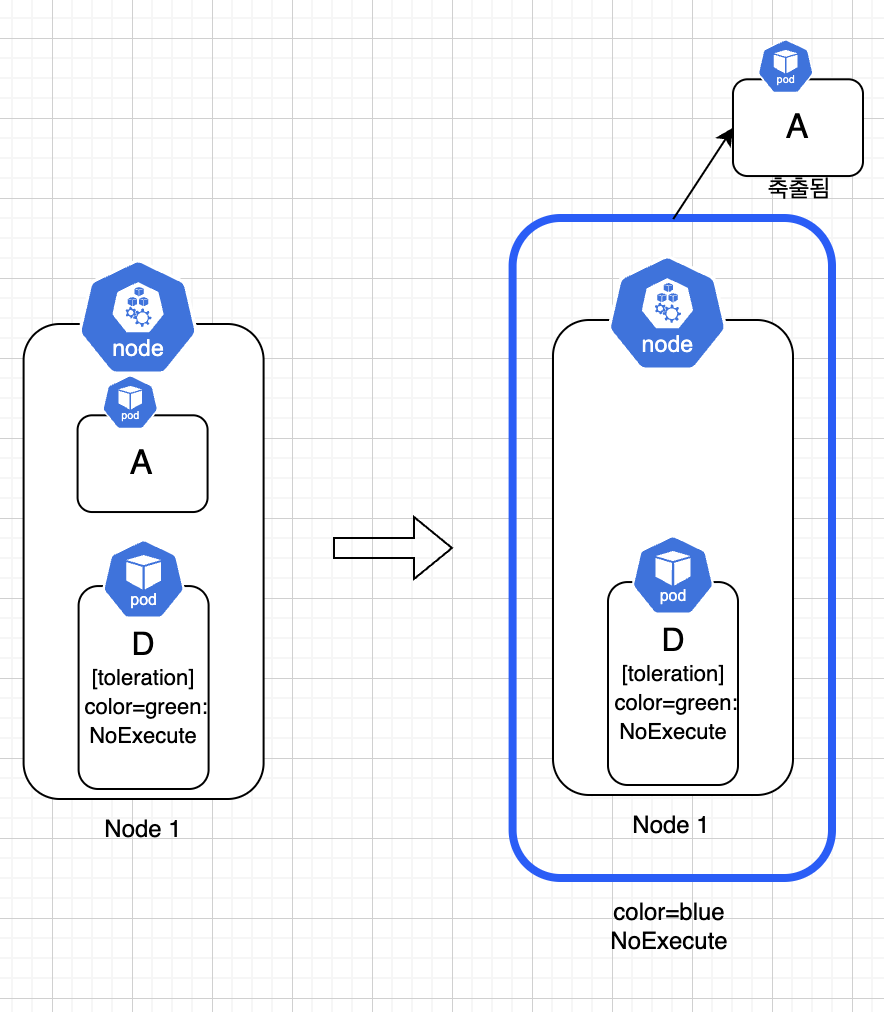 pod
A
축출됨
node
pod
A
pod
D
[toleration]
color=green:
NoExecute
Node 1
node
pod
D
[toleration]
color=green:
NoExecute
Node 1
color=blue
NoExecute